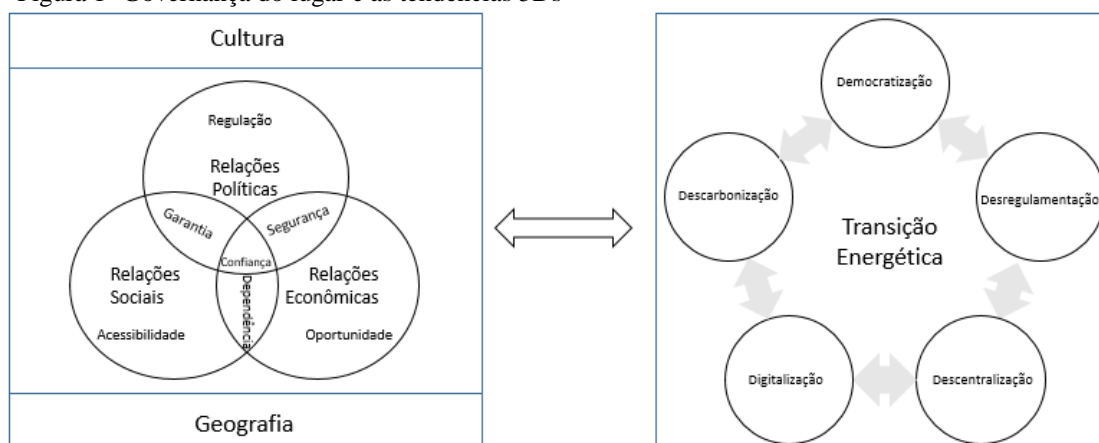 Figura 1 - Governança do lugar e as tendências 5Ds
Cultura
Regulação
Relações
Políticas
Garantia
Segurança
Confiança
Dependência
Relações
Sociais
Acessibilidade
Relações
Econômicas
Oportunidade
Geografia
Democratização
Descarbonização
Desregulamentação
Transição
Energética
Digitalização
Descentralização